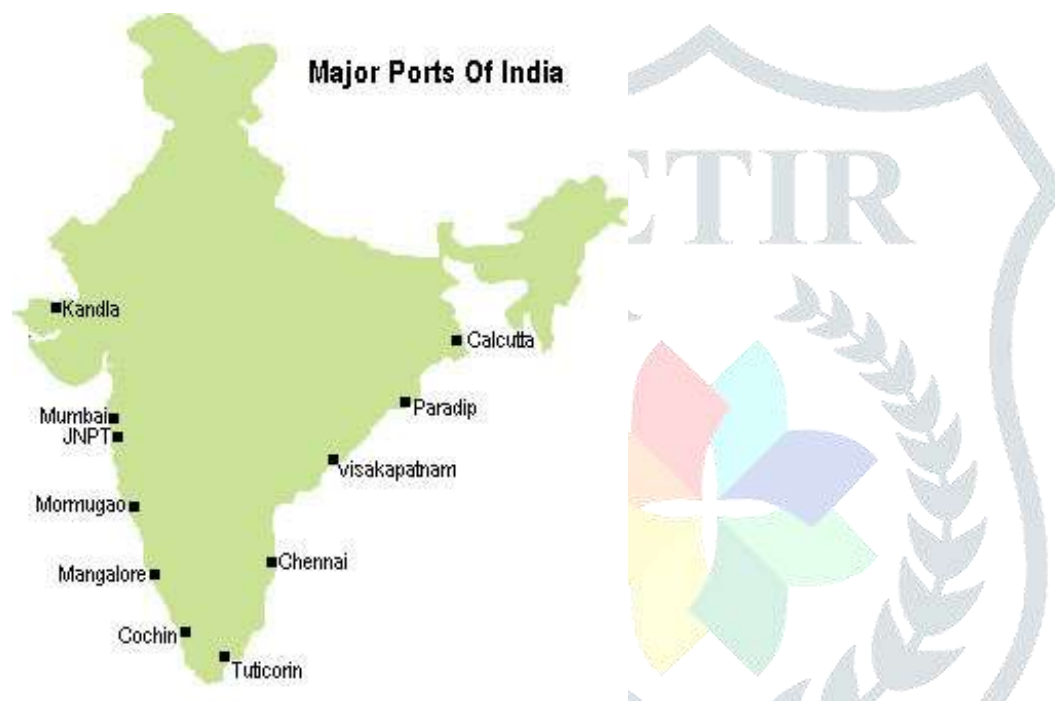 Major Ports Of India
Kandla
Calcutta
Mumbai
Paradip
JNPT
visakapatnam
Mormugao
Chennai
Mangalore
Cochin
Tuticorin